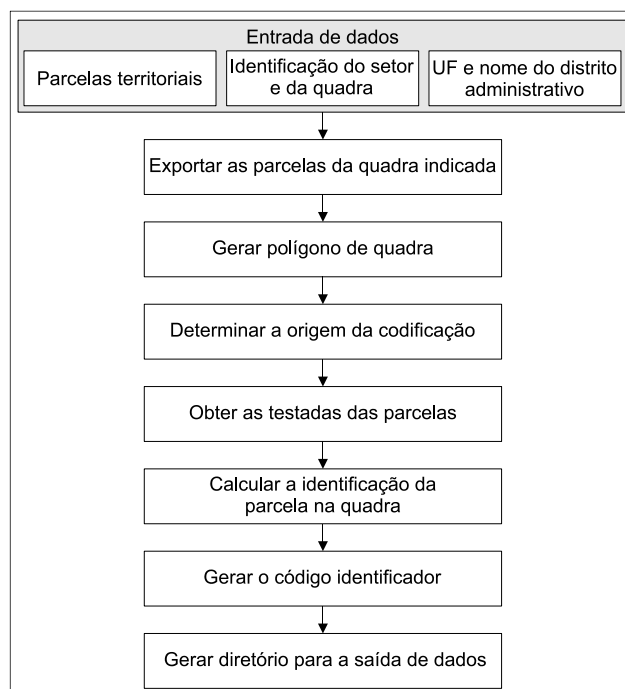 Entrada de dados
Parcelas territoriais
Identificação do setor
e da quadra
UF e nome do distrito
administrativo
Exportar as parcelas da quadra indicada
Gerar polígono de quadra
Determinar a origem da codificação
Obter as testadas das parcelas
Calcular a identificação da
parcela na quadra
Gerar o código identificador
Gerar diretório para a saída de dados